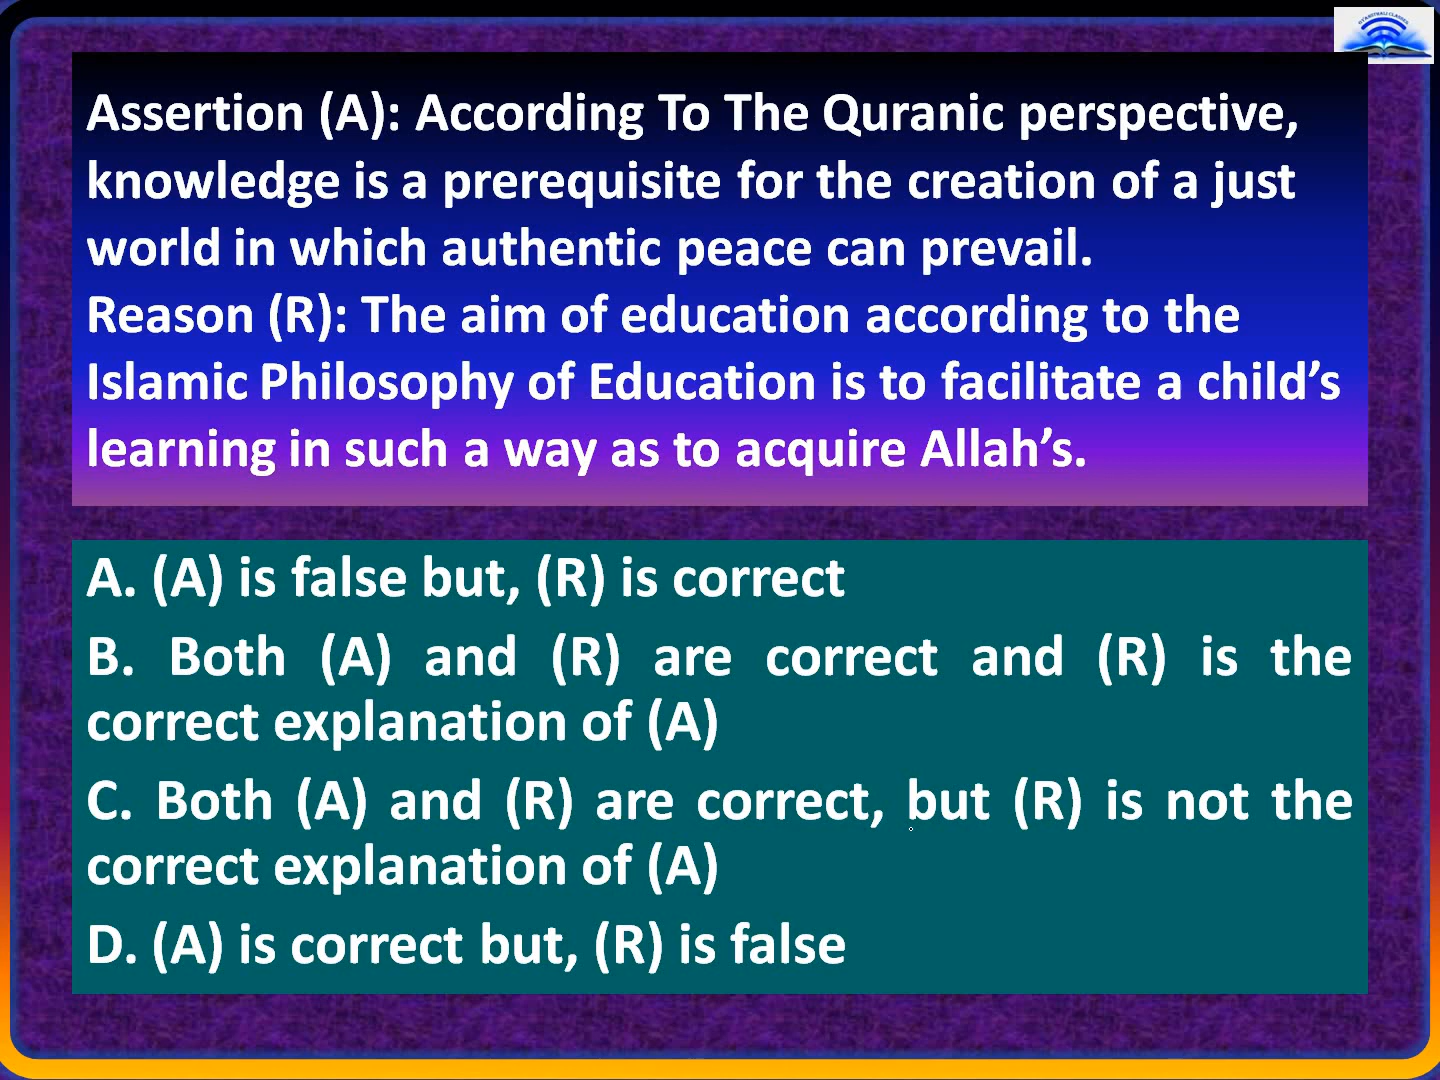 Assertion (A): According To The Quranic perspective,
knowledge is a prerequisite for the creation of a just
world in which authentic peace can prevail.
Reason (R): The aim of education according to the
Islamic Philosophy of Education is to facilitate a child’s
learning in such a way as to acquire Allah’s.
A. (A) is false but, (R) is correct
B. Both (A) and (R) are correct and (R) is the
correct explanation of (A)
C. Both (A) and (R) are correct, but (R) is not the
correct explanation of (A)
D. (A) is correct but, (R) is false